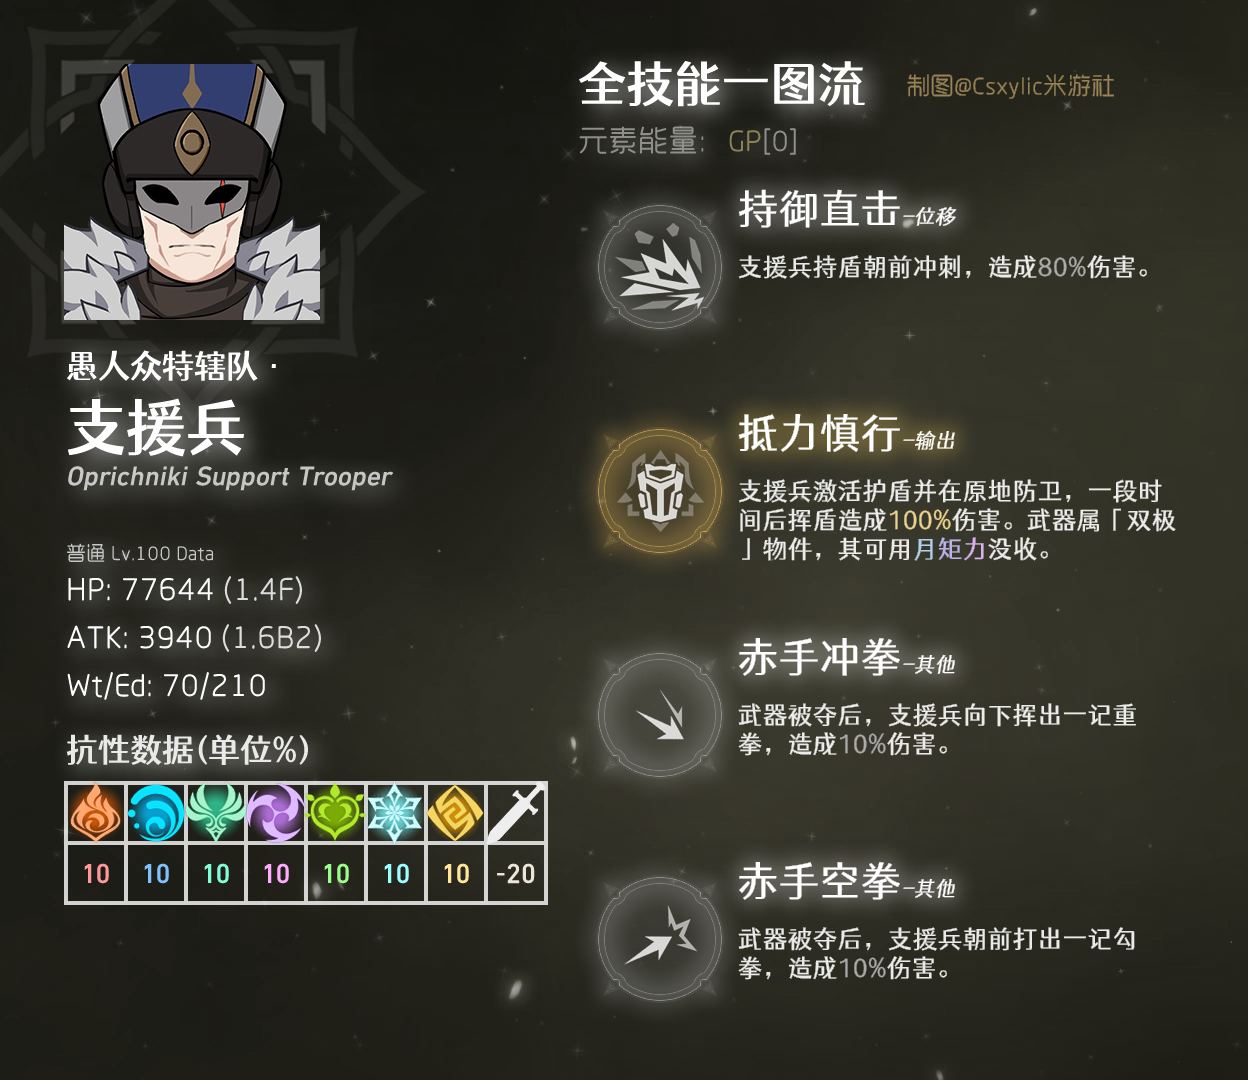 全技能一图流 制图@Csxylic米游社
元素能量: GP[0]
持御直击-位移
支援兵持盾朝前冲刺，造成80%伤害。
抵力慎行-输出
支援兵激活护盾并在原地防卫，一段时
间后挥盾造成100%伤害。武器属「双极
」物件，其可用月矩力没收。
赤手冲拳-其他
武器被夺后，支援兵向下挥出一记重
拳，造成10%伤害。
赤手空拳-其他
武器被夺后，支援兵朝前打出一记勾
拳，造成10%伤害。
愚人众特辖队·
支援兵
Oprichniki Support Trooper
普通 Lv.100 Data
HP: 77644 (1.4F)
ATK: 3940 (1.6B2)
Wt/Ed: 70/210
抗性数据(单位%)
10 10 10 10 10 10 10 -20